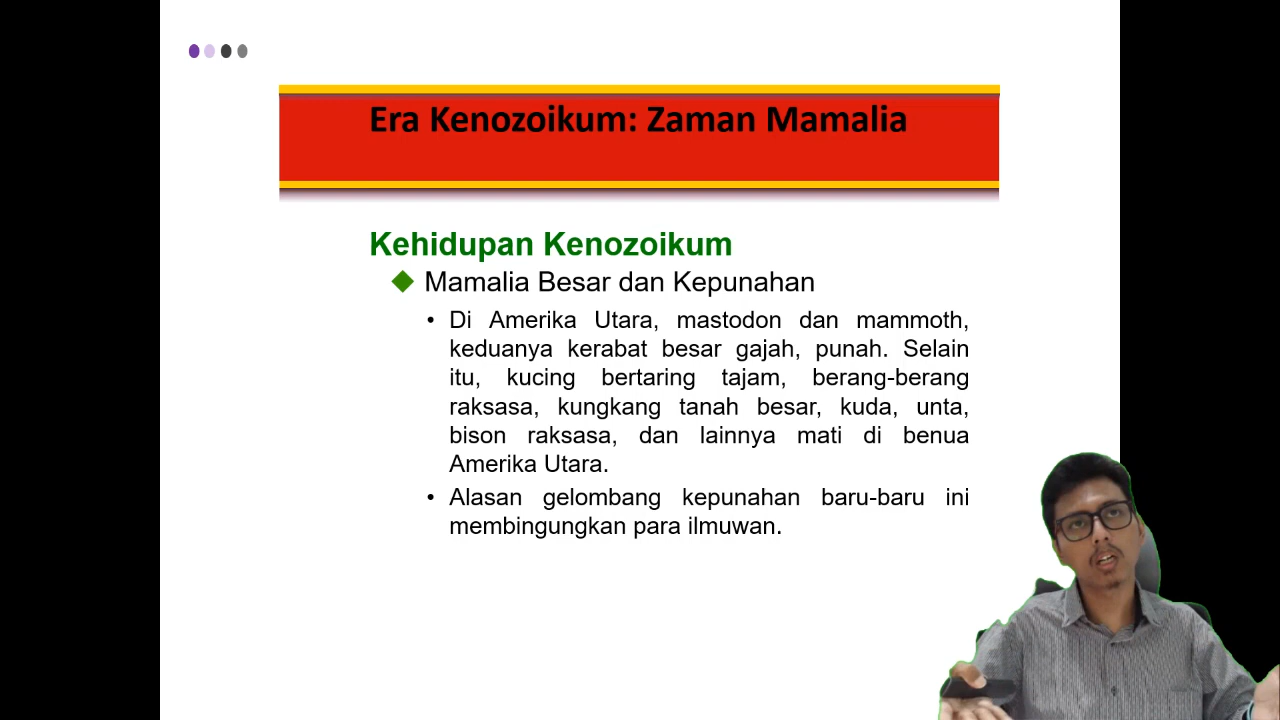 Era Kenozoikum: Zaman Mamalia
Kehidupan Kenozoikum
Mamalia Besar dan Kepunahan
• Di Amerika Utara, mastodon dan mammoth,
keduanya kerabat besar gajah, punah. Selain
itu, kucing bertaring tajam, berang-berang
raksasa, kungkang tanah besar, kuda, unta,
bison raksasa, dan lainnya mati di benua
Amerika Utara.
• Alasan gelombang kepunahan baru-baru ini
membingungkan para ilmuwan.